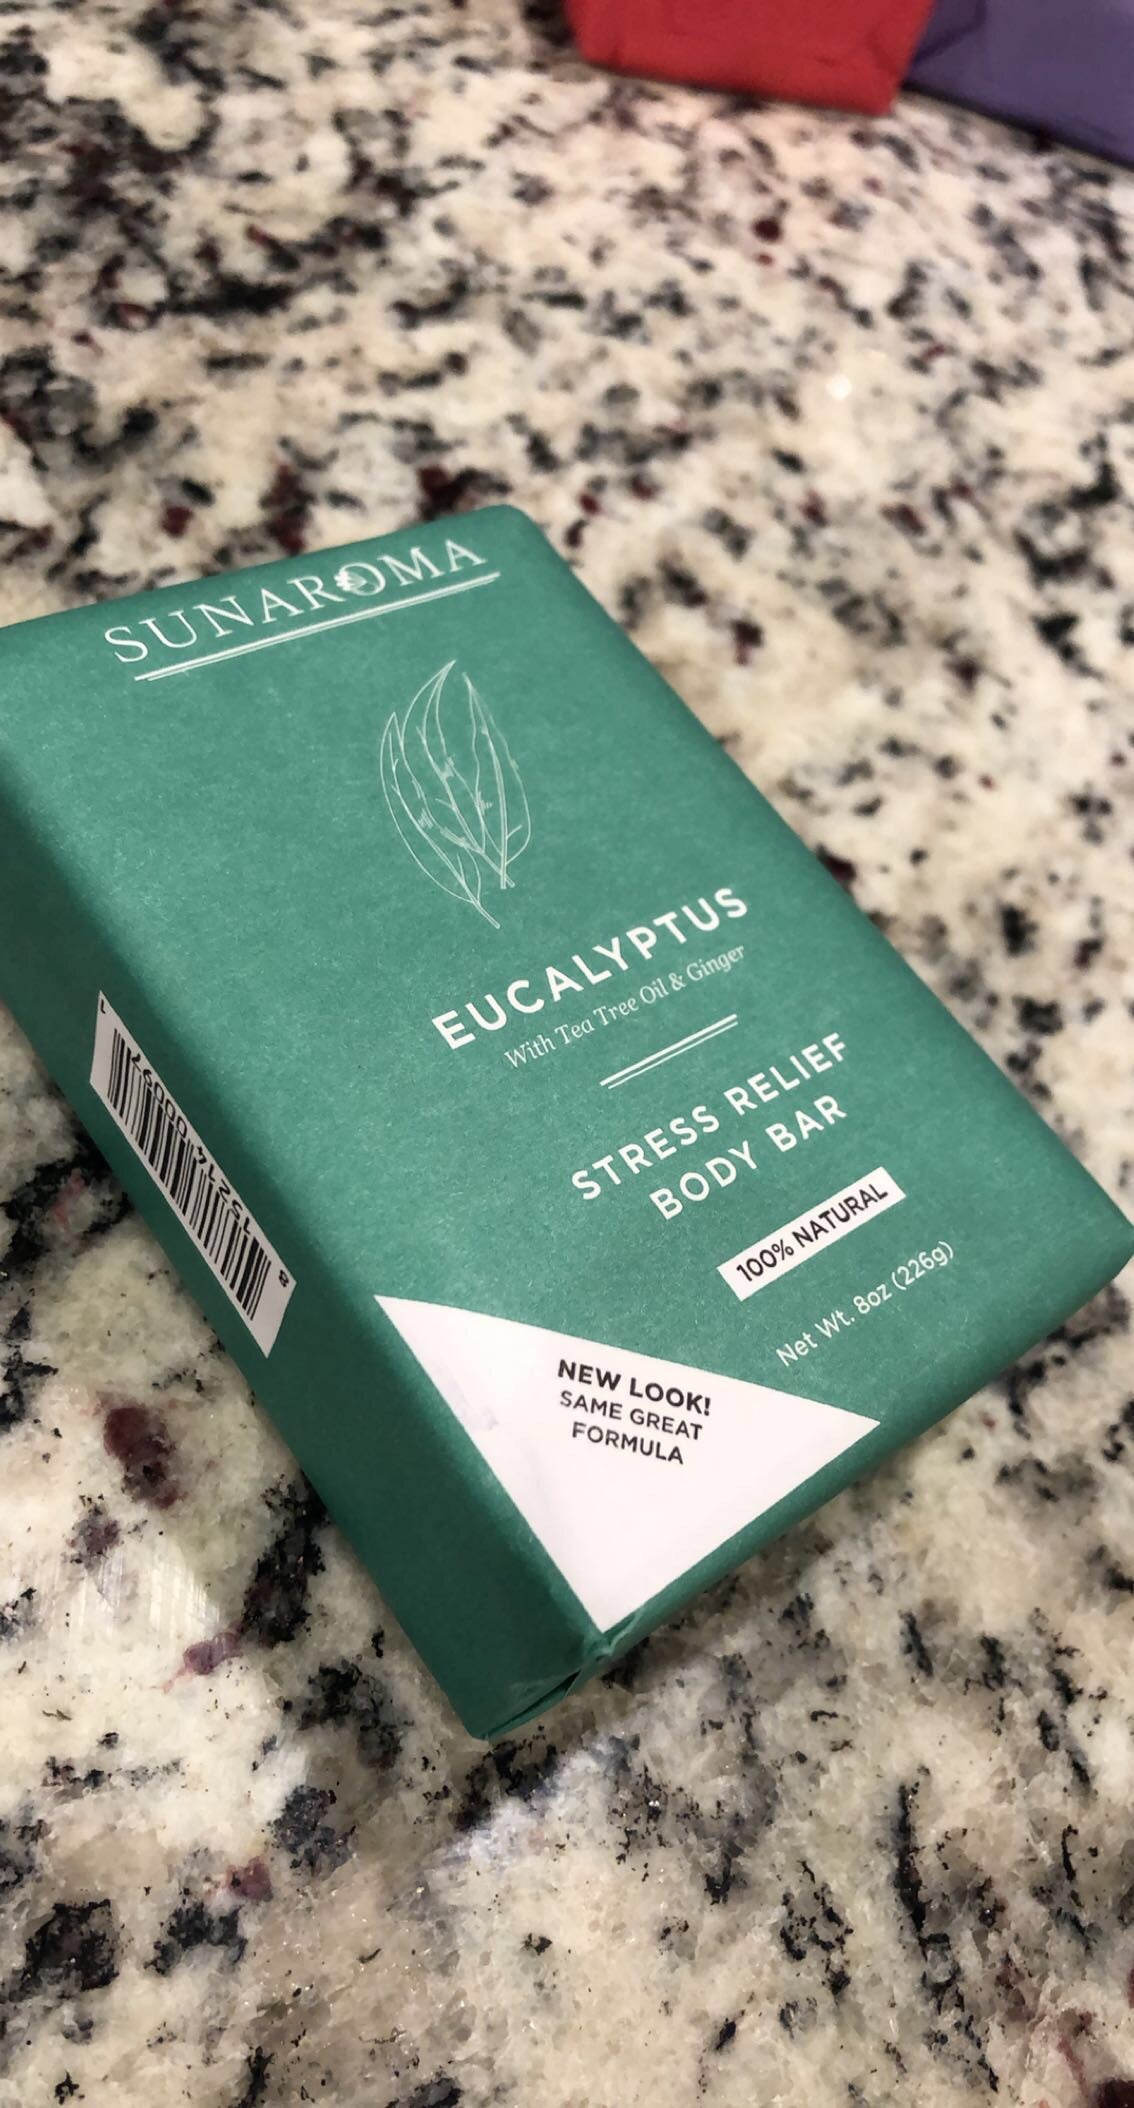 SUNAROMA
EUCALYPTUS
With Tea Tree Oil & Ginger
STRESS RELIEF
BODY BAR
100% NATURAL
Net Wt. 8oz (226g)
NEW LOOK!
SAME GREAT
FORMULA